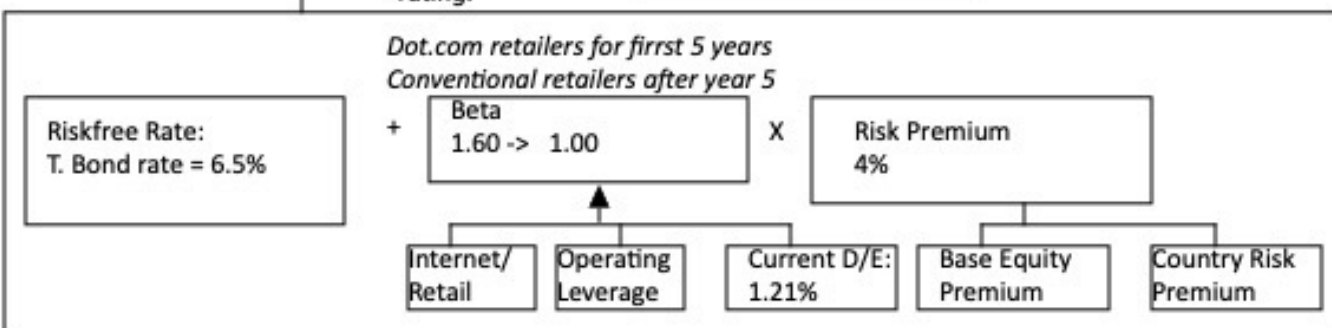 rating.
Dot.com retailers for firrst 5 years
Conventional retailers after year 5
Riskfree Rate:
T. Bond rate = 6.5%
+
Beta
1.60 -> 1.00
X
Risk Premium
4%
Internet/
Retail
Operating
Leverage
Current D/E:
1.21%
Base Equity
Premium
Country Risk
Premium